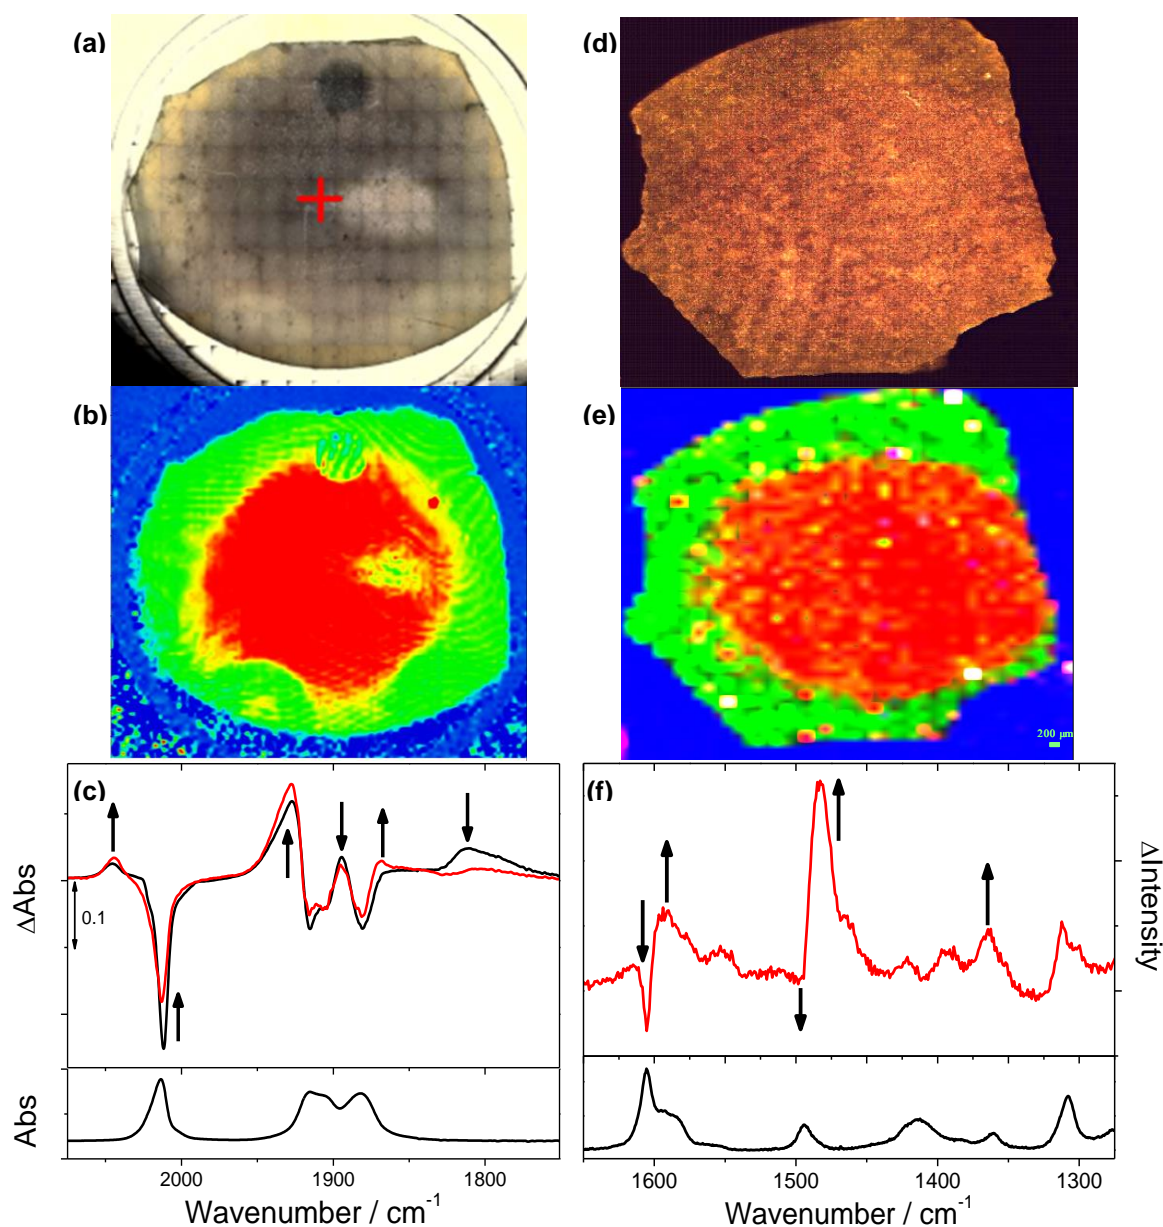 (a)
(d)
(b)
(e)
200 µm
(c)
(f)
0.1
ΔAbs
ΔIntensity
Abs
2000
1900
1800
1600
1500
1400
1300
Wavenumber / cm-1
Wavenumber / cm-1